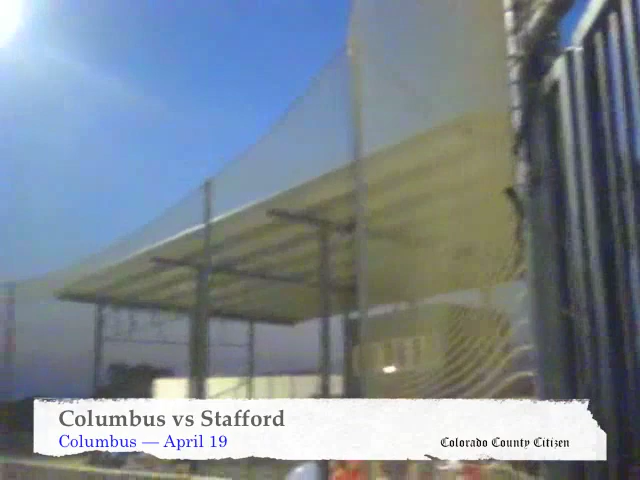 Columbus vs Stafford
Columbus — April 19
Colorado County Citizen